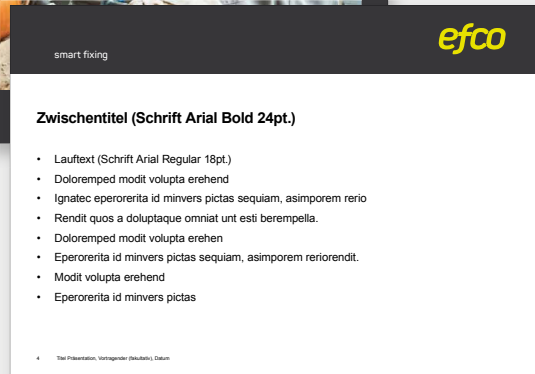 efco
smart fixing
Zwischentitel (Schrift Arial Bold 24pt.)
• Lauftext (Schrift Arial Regular 18pt.)
• Doloremped modit volupta erehend
• Ignatec eperorerita id minvers pictas sequiam, asimporem rerio
• Rendit quos a doluptaque omniat unt esti berempella.
• Doloremped modit volupta erehen
• Eperorerita id minvers pictas sequiam, asimporem reriorendit.
• Modit volupta erehend
• Eperorerita id minvers pictas
4 Titel Präsentation, Vortragender (fakultativ), Datum